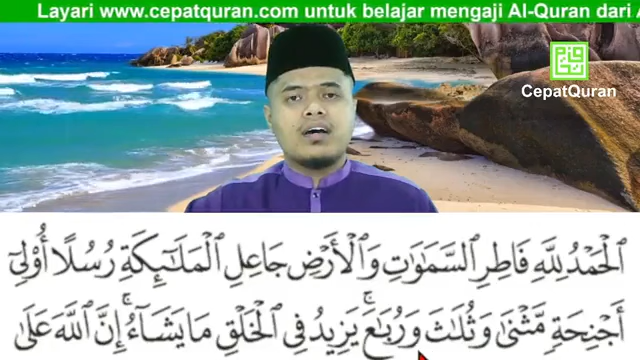 Layari www.cepatquran.com untuk belajar mengaji Al-Quran dari
CepatQuran
ٱلْحَمْدُ لِلَّهِ فَاطِرِ ٱلسَّمَٰوَٰتِ وَٱلْأَرْضِ جَاعِلِ ٱلْمَلَٰٓئِكَةِ رُسُلًا أُو۟لِىٓ
أَجْنِحَةٍ مَّثْنَىٰ وَثُلَٰثَ وَرُبَٰعَ ۚ يَزِيدُ فِى ٱلْخَلْقِ مَا يَشَآءُ ۚ إِنَّ ٱللَّهَ عَلَىٰ